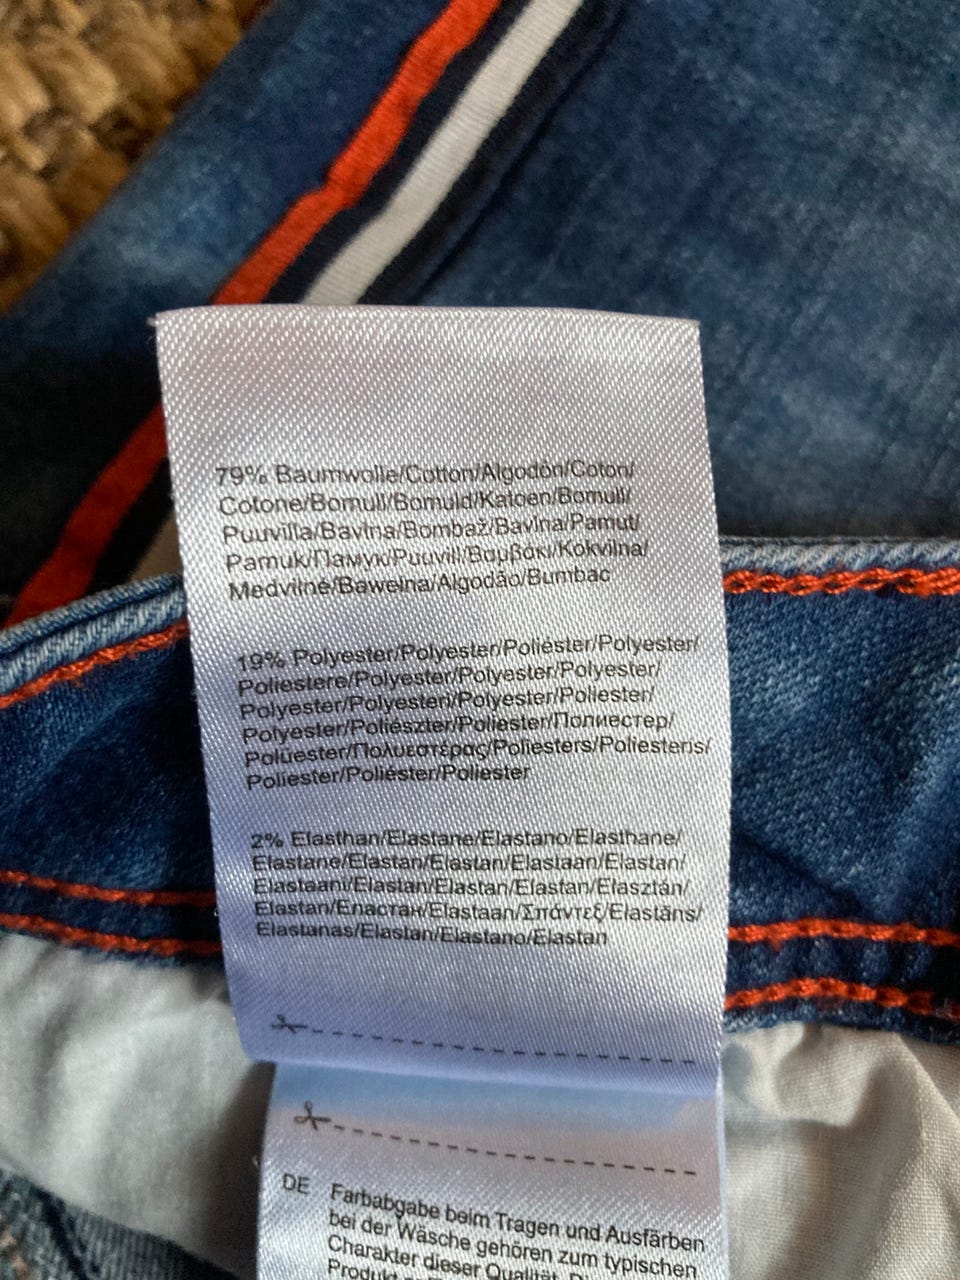 79% Baumwolle/Cotton/Algodón/Coton/
Cotone/Bomull/Bomuld/Katoen/Bomull/
Puuvilla/Bavlna/Bombaž/Bavlna/Pamut/
Pamuk/Памук/Puuvill/Βαμβάκι/Kokvilna/
Medvilnė/Bawełna/Algodão/Bumbac
19% Polyester/Polyester/Poliéster/Polyester/
Poliestere/Polyester/Polyester/Polyester/
Polyester/Polyesteri/Polyester/Poliester/
Polyester/Poliészter/Poliester/Полиестер/
Polüester/Πολυεστέρας/Poliesters/Poliesteris/
Poliester/Poliéster/Poliester
2% Elasthan/Elastane/Elastano/Elasthane/
Elastane/Elastan/Elastan/Elastaan/Elastan/
Elastaani/Elastan/Elastan/Elastan/Elasztán/
Elastan/Еластан/Elastaan/Σπάντεξ/Elastāns/
Elastanas/Elastan/Elastano/Elastan
DE Farbabgabe beim Tragen und Ausfärben
bei der Wäsche gehören zum typischen
Charakter dieser Qualität.
Produkt